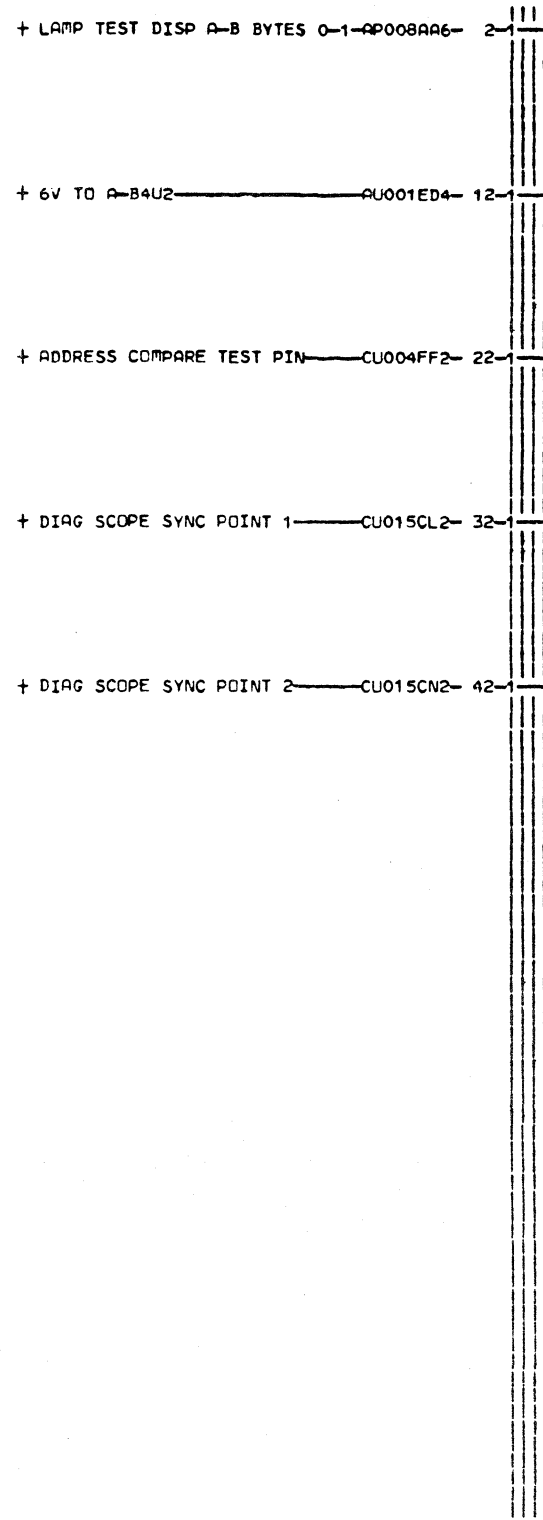 + LAMP TEST DISP A-B BYTES 0-1-AP008AA6- 2-1
+ 6V TO A-B4U2 AU001ED4- 12-1
+ ADDRESS COMPARE TEST PIN CU004FF2- 22-1
+ DIAG SCOPE SYNC POINT 1 CU015CL2- 32-1
+ DIAG SCOPE SYNC POINT 2 CU015CN2- 42-1